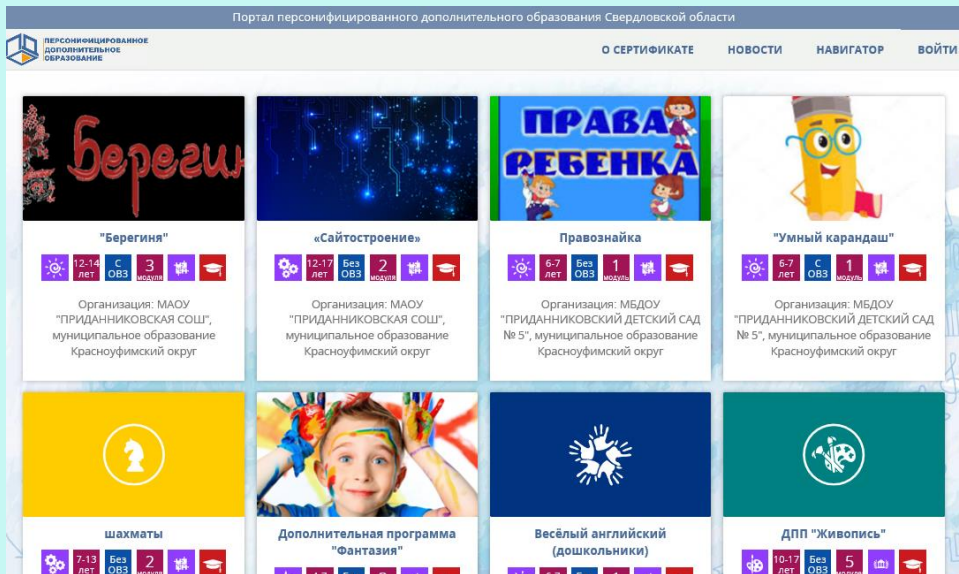 Портал персонифицированного дополнительного образования Свердловской области
ПЕРСОНИФИЦИРОВАННОЕ
ДОПОЛНИТЕЛЬНОЕ
ОБРАЗОВАНИЕ
О СЕРТИФИКАТЕ НОВОСТИ НАВИГАТОР ВОЙТИ
Береги
ПРАВА
РЕБЕНКА
"Берегиня"
12-14 лет С ОВЗ 3 модуля
Организация: МАОУ
"ПРИДАННИКОВСКАЯ СОШ",
муниципальное образование
Красноуфимский округ
«Сайтостроение»
12-17 лет Без ОВЗ 2 модуля
Организация: МАОУ
"ПРИДАННИКОВСКАЯ СОШ",
муниципальное образование
Красноуфимский округ
Правознайка
6-7 лет Без ОВЗ 1 модуль
Организация: МБДОУ
"ПРИДАННИКОВСКИЙ ДЕТСКИЙ САД
№ 5", муниципальное образование
Красноуфимский округ
"Умный карандаш"
6-7 лет С ОВЗ 1 модуль
Организация: МБДОУ
"ПРИДАННИКОВСКИЙ ДЕТСКИЙ САД
№ 5", муниципальное образование
Красноуфимский округ
шахматы
7-13 лет Без ОВЗ 2
Дополнительная программа
"Фантазия"
Весёлый английский
(дошкольники)
ДПП "Живопись"
10-17 лет Без ОВЗ 5